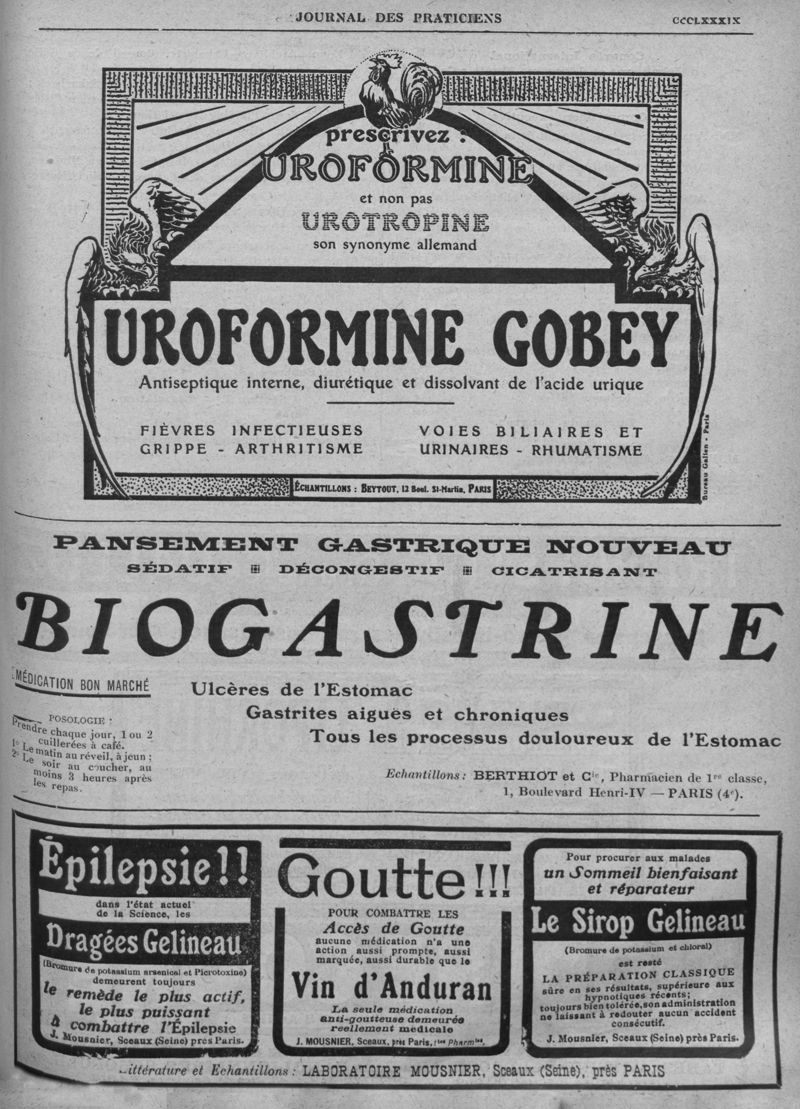 JOURNAL DES PRATICIENS
CCCLXXXIX
prescrivez :
UROFORMINE
et non pas
UROTROPINE
son synonyme allemand
UROFORMINE GOBEY
Antiseptique interne, diurétique et dissolvant de l'acide urique
FIÈVRES INFECTIEUSES
GRIPPE - ARTHRITISME
VOIES BILIAIRES ET
URINAIRES - RHUMATISME
ÉCHANTILLONS : BEYTOUT, 12 Boul. St-Martin, PARIS
Bureau Galien - Paris
PANSEMENT GASTRIQUE NOUVEAU
SÉDATIF DÉCONGESTIF CICATRISANT
BIOGASTRINE
MÉDICATION BON MARCHÉ
POSOLOGIE :
Prendre chaque jour, 1 ou 2
cuillerées à café.
1º Le matin au réveil, à jeun ;
2º Le soir au coucher, au
moins 3 heures après
les repas.
Ulcères de l'Estomac
Gastrites aiguës et chroniques
Tous les processus douloureux de l'Estomac
Echantillons : BERTHIOT et Cie, Pharmacien de 1re classe,
1, Boulevard Henri-IV — PARIS (4e).
Épilepsie!!
dans l'état actuel
de la Science, les
Dragées Gelineau
(Bromure de potassium arsenical et Picrotoxine)
demeurent toujours
le remède le plus actif,
le plus puissant
à combattre l'Épilepsie
J. Mousnier, Sceaux (Seine) près Paris.
Goutte!!!
POUR COMBATTRE LES
Accès de Goutte
aucune médication n'a une
action aussi prompte, aussi
marquée, aussi durable que le
Vin d'Anduran
La seule médication
anti-goutteuse demeurée
réellement médicale
J. MOUSNIER, Sceaux, près Paris, ttes Pharmies.
Pour procurer aux malades
un Sommeil bienfaisant
et réparateur
Le Sirop Gelineau
(Bromure de potassium et chloral)
est resté
LA PRÉPARATION CLASSIQUE
sûre en ses résultats, supérieure aux
hypnotiques récents;
toujours bien tolérée, son administration
ne laissant à redouter aucun accident
consécutif.
J. Mousnier, Sceaux (Seine) près Paris.
Littérature et Echantillons : LABORATOIRE MOUSNIER, Sceaux (Seine), près PARIS